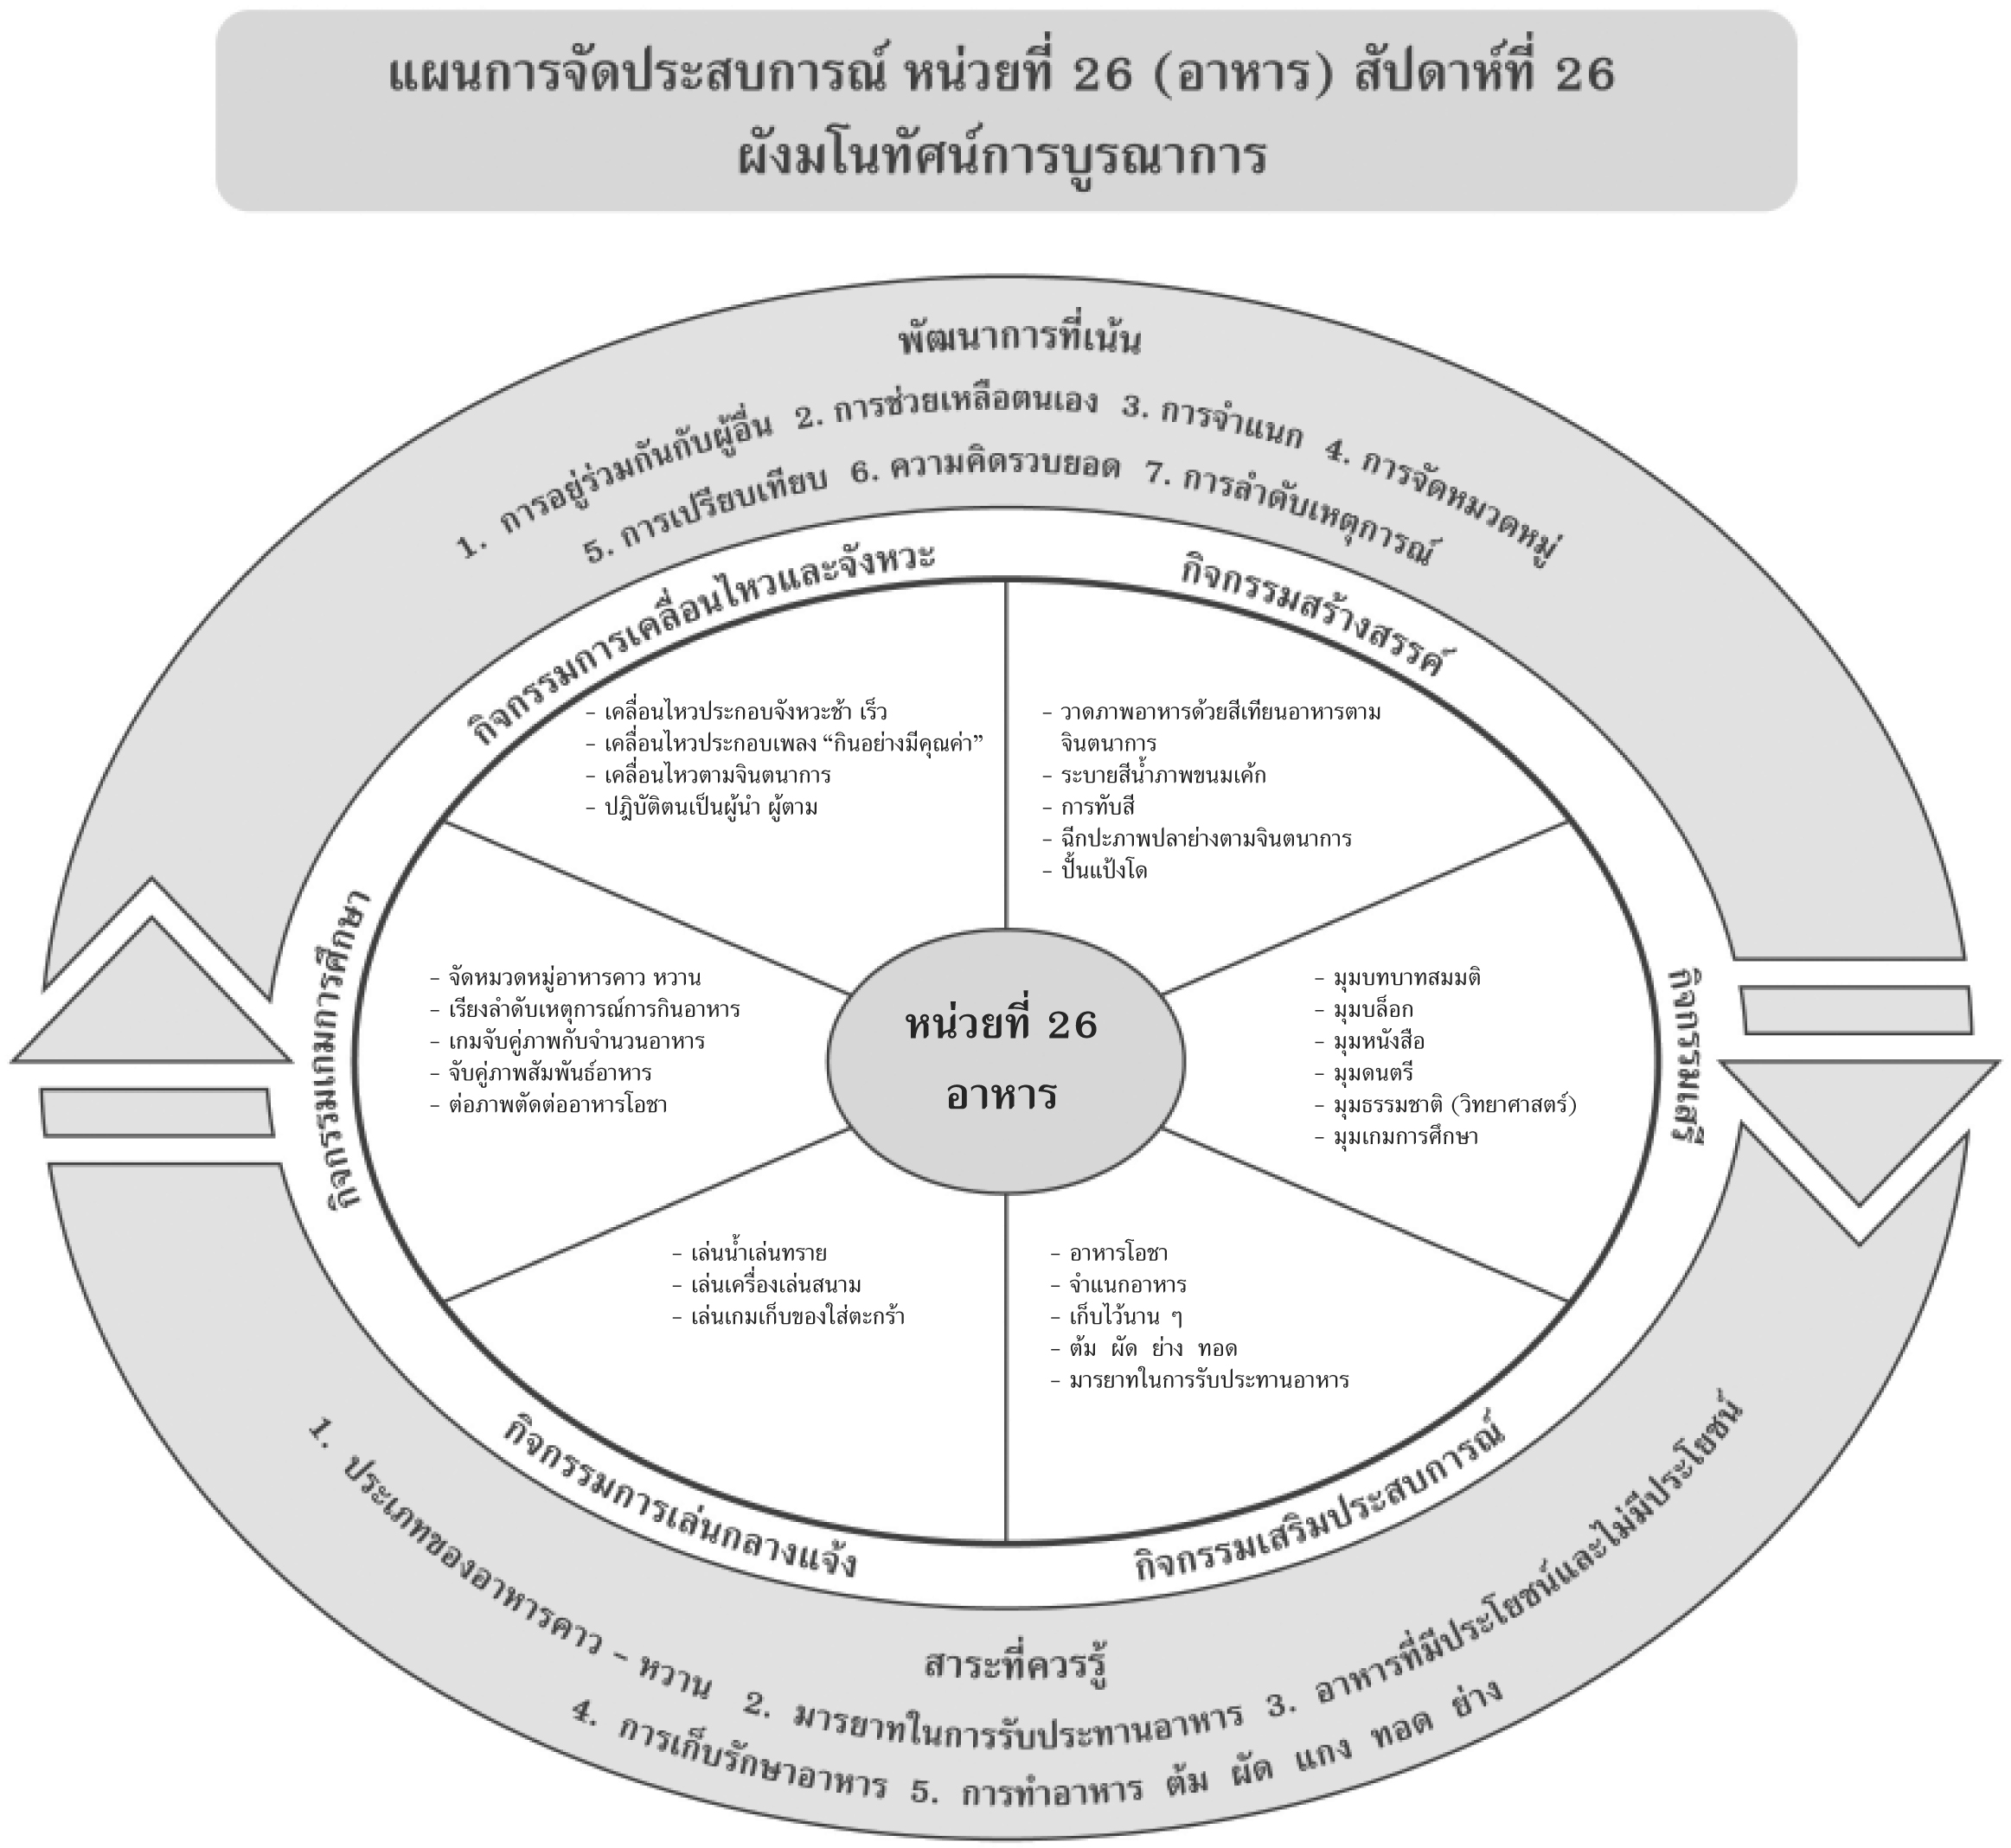 แผนการจัดประสบการณ์ หน่วยที่ 26 (อาหาร) สัปดาห์ที่ 26
ผังมโนทัศน์การบูรณาการ
พัฒนาการที่เน้น
1. การอยู่ร่วมกันกับผู้อื่น 2. การช่วยเหลือตนเอง 3. การจำแนก 4. การจัดหมวดหมู่
5. การเปรียบเทียบ 6. ความคิดรวบยอด 7. การลำดับเหตุการณ์
กิจกรรมการเคลื่อนไหวและจังหวะ
- เคลื่อนไหวประกอบจังหวะช้า เร็ว
- เคลื่อนไหวประกอบเพลง “กินอย่างมีคุณค่า”
- เคลื่อนไหวตามจินตนาการ
- ปฎิบัติตนเป็นผู้นำ ผู้ตาม
กิจกรรมสร้างสรรค์
- วาดภาพอาหารด้วยสีเทียนอาหารตาม
จินตนาการ
- ระบายสีน้ำภาพขนมเค้ก
- การทับสี
- ฉีกปะภาพปลาย่างตามจินตนาการ
- ปั้นแป้งโด
กิจกรรมเกมการศึกษา
- จัดหมวดหมู่อาหารคาว หวาน
- เรียงลำดับเหตุการณ์การกินอาหาร
- เกมจับคู่ภาพกับจำนวนอาหาร
- จับคู่ภาพสัมพันธ์อาหาร
- ต่อภาพตัดต่ออาหารโอชา
หน่วยที่ 26
อาหาร
กิจกรรมเสรี
- มุมบทบาทสมมติ
- มุมบล็อก
- มุมหนังสือ
- มุมดนตรี
- มุมธรรมชาติ (วิทยาศาสตร์)
- มุมเกมการศึกษา
- เล่นน้ำเล่นทราย
- เล่นเครื่องเล่นสนาม
- เล่นเกมเก็บของใส่ตะกร้า
กิจกรรมการเล่นกลางแจ้ง
- อาหารโอชา
- จำแนกอาหาร
- เก็บไว้นาน ๆ
- ต้ม ผัด ย่าง ทอด
- มารยาทในการรับประทานอาหาร
กิจกรรมเสริมประสบการณ์
สาระที่ควรรู้
1. ประเภทของอาหารคาว - หวาน 2. มารยาทในการรับประทานอาหาร 3. อาหารที่มีประโยชน์และไม่มีประโยชน์
4. การเก็บรักษาอาหาร 5. การทำอาหาร ต้ม ผัด แกง ทอด ย่าง